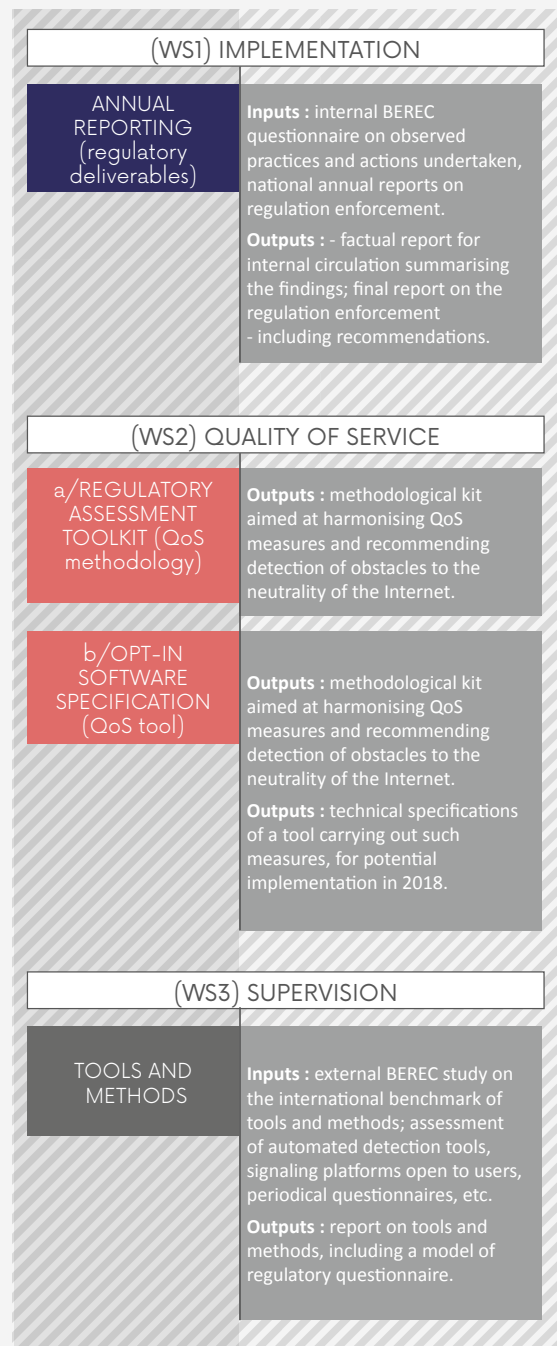 (WS1) IMPLEMENTATION
ANNUAL
REPORTING
(regulatory
deliverables)
Inputs : internal BEREC
questionnaire on observed
practices and actions undertaken,
national annual reports on
regulation enforcement.
Outputs : - factual report for
internal circulation summarising
the findings; final report on the
regulation enforcement
- including recommendations.
(WS2) QUALITY OF SERVICE
a/REGULATORY
ASSESSMENT
TOOLKIT (QoS
methodology)
Outputs : methodological kit
aimed at harmonising QoS
measures and recommending
detection of obstacles to the
neutrality of the Internet.
b/OPT-IN
SOFTWARE
SPECIFICATION
(QoS tool)
Outputs : methodological kit
aimed at harmonising QoS
measures and recommending
detection of obstacles to the
neutrality of the Internet.
Outputs : technical specifications
of a tool carrying out such
measures, for potential
implementation in 2018.
(WS3) SUPERVISION
TOOLS AND
METHODS
Inputs : external BEREC study on
the international benchmark of
tools and methods; assessment
of automated detection tools,
signaling platforms open to users,
periodical questionnaires, etc.
Outputs : report on tools and
methods, including a model of
regulatory questionnaire.